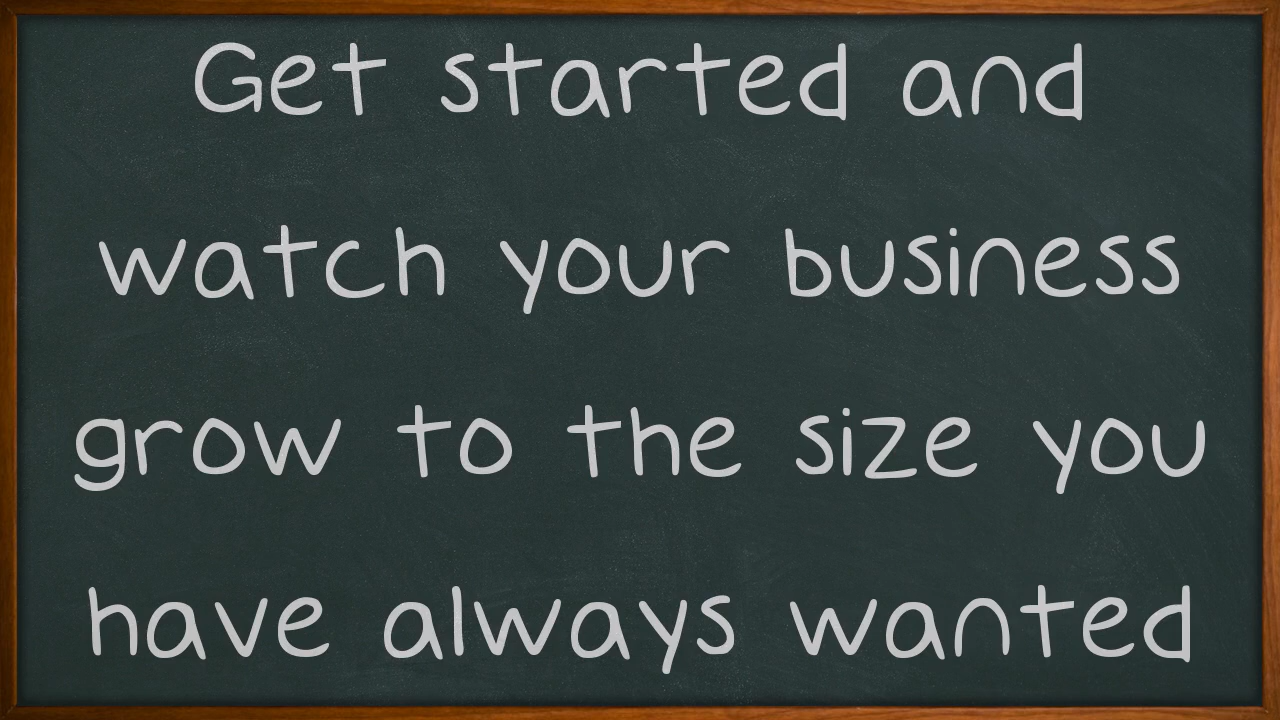 Get started and
watch your business
grow to the size you
have always wanted